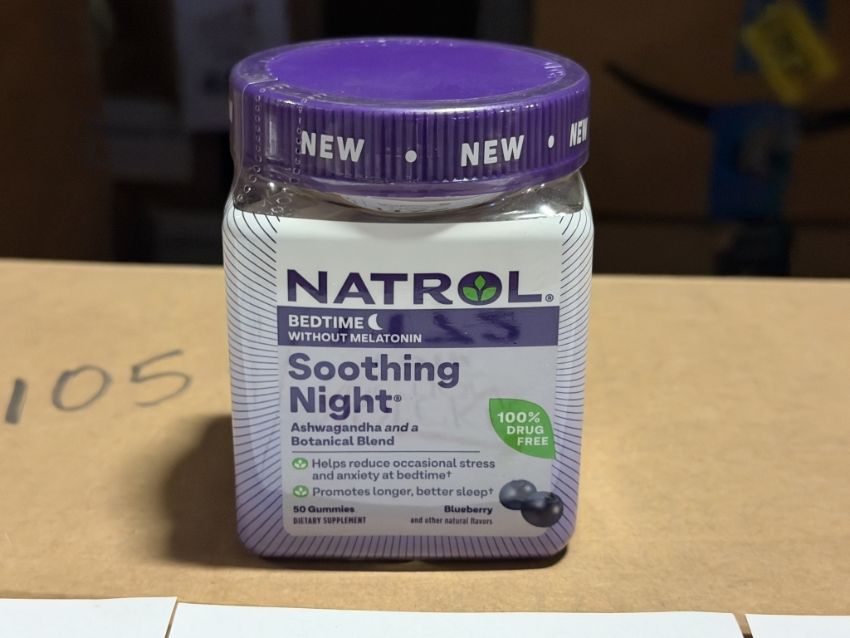 NEW • NEW • NEW
NATROL®
BEDTIME
WITHOUT MELATONIN
Soothing
Night®
Ashwagandha and a
Botanical Blend
100%
DRUG
FREE
Helps reduce occasional stress
and anxiety at bedtime†
Promotes longer, better sleep†
50 Gummies
DIETARY SUPPLEMENT
Blueberry
and other natural flavors
105